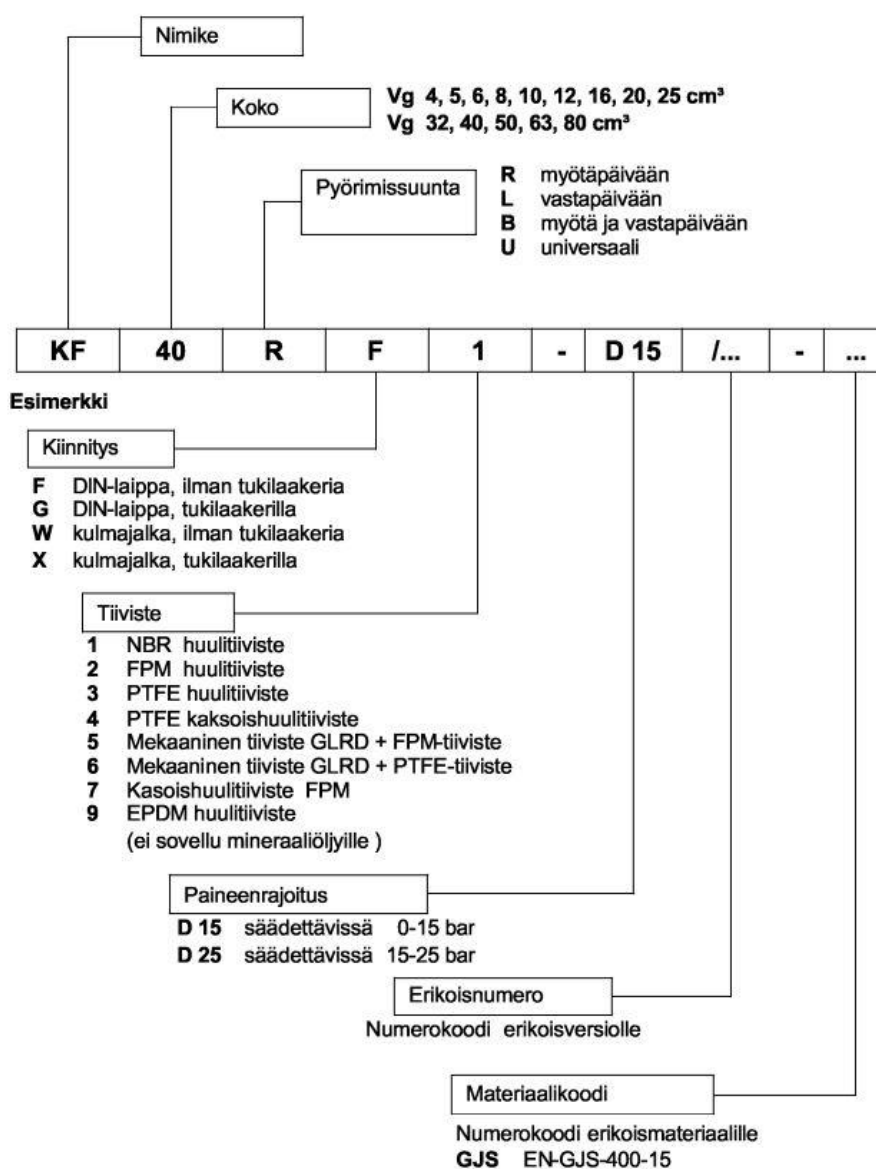 Nimike
Koko
Vg 4, 5, 6, 8, 10, 12, 16, 20, 25 cm³
Vg 32, 40, 50, 63, 80 cm³
Pyörimissuunta
R myötäpäivään
L vastapäivään
B myötä ja vastapäivään
U universaali
KF 40 R F 1 - D 15 /... - ...
Esimerkki
Kiinnitys
F DIN-laippa, ilman tukilaakeria
G DIN-laippa, tukilaakerilla
W kulmajalka, ilman tukilaakeria
X kulmajalka, tukilaakerilla
Tiiviste
1 NBR huulitiiviste
2 FPM huulitiiviste
3 PTFE huulitiiviste
4 PTFE kaksoishuulitiiviste
5 Mekaaninen tiiviste GLRD + FPM-tiiviste
6 Mekaaninen tiiviste GLRD + PTFE-tiiviste
7 Kasoishuulitiiviste FPM
9 EPDM huulitiiviste
(ei sovellu mineraaliöljyille )
Paineenrajoitus
D 15 säädettävissä 0-15 bar
D 25 säädettävissä 15-25 bar
Erikoisnumero
Numerokoodi erikoisversiolle
Materiaalikoodi
Numerokoodi erikoismateriaalille
GJS EN-GJS-400-15